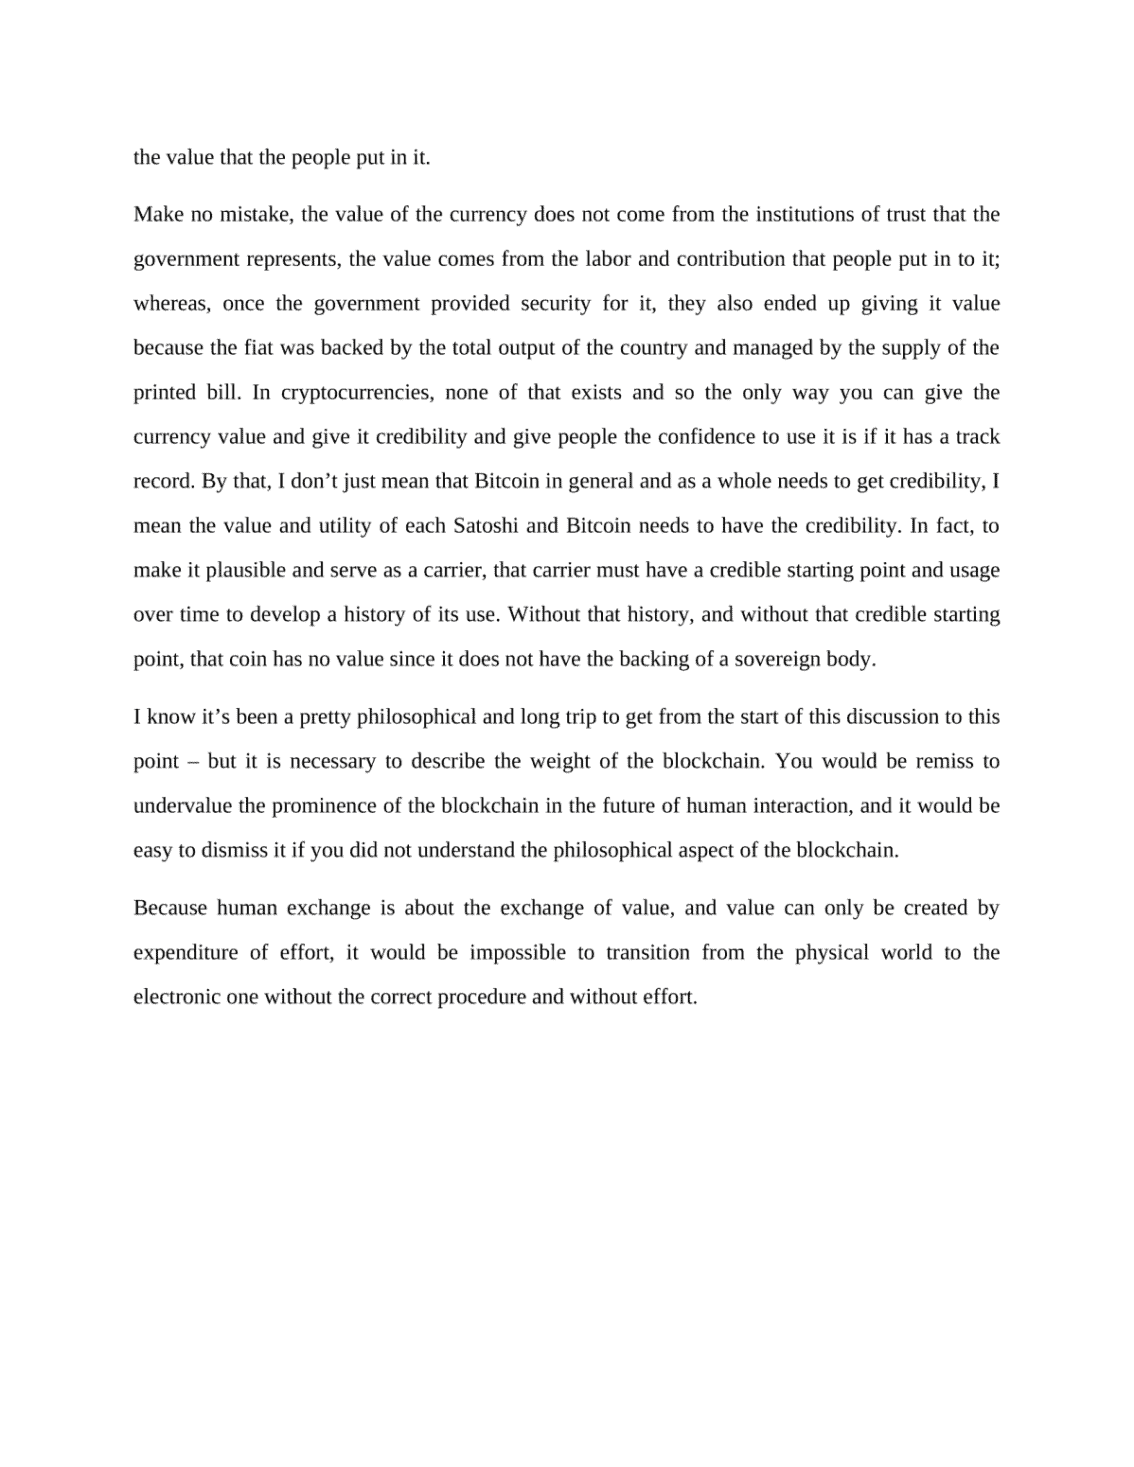 the value that the people put in it.
Make no mistake, the value of the currency does not come from the institutions of trust that the
government represents, the value comes from the labor and contribution that people put in to it;
whereas, once the government provided security for it, they also ended up giving it value
because the fiat was backed by the total output of the country and managed by the supply of the
printed bill. In cryptocurrencies, none of that exists and so the only way you can give the
currency value and give it credibility and give people the confidence to use it is if it has a track
record. By that, I don’t just mean that Bitcoin in general and as a whole needs to get credibility, I
mean the value and utility of each Satoshi and Bitcoin needs to have the credibility. In fact, to
make it plausible and serve as a carrier, that carrier must have a credible starting point and usage
over time to develop a history of its use. Without that history, and without that credible starting
point, that coin has no value since it does not have the backing of a sovereign body.
I know it’s been a pretty philosophical and long trip to get from the start of this discussion to this
point – but it is necessary to describe the weight of the blockchain. You would be remiss to
undervalue the prominence of the blockchain in the future of human interaction, and it would be
easy to dismiss it if you did not understand the philosophical aspect of the blockchain.
Because human exchange is about the exchange of value, and value can only be created by
expenditure of effort, it would be impossible to transition from the physical world to the
electronic one without the correct procedure and without effort.